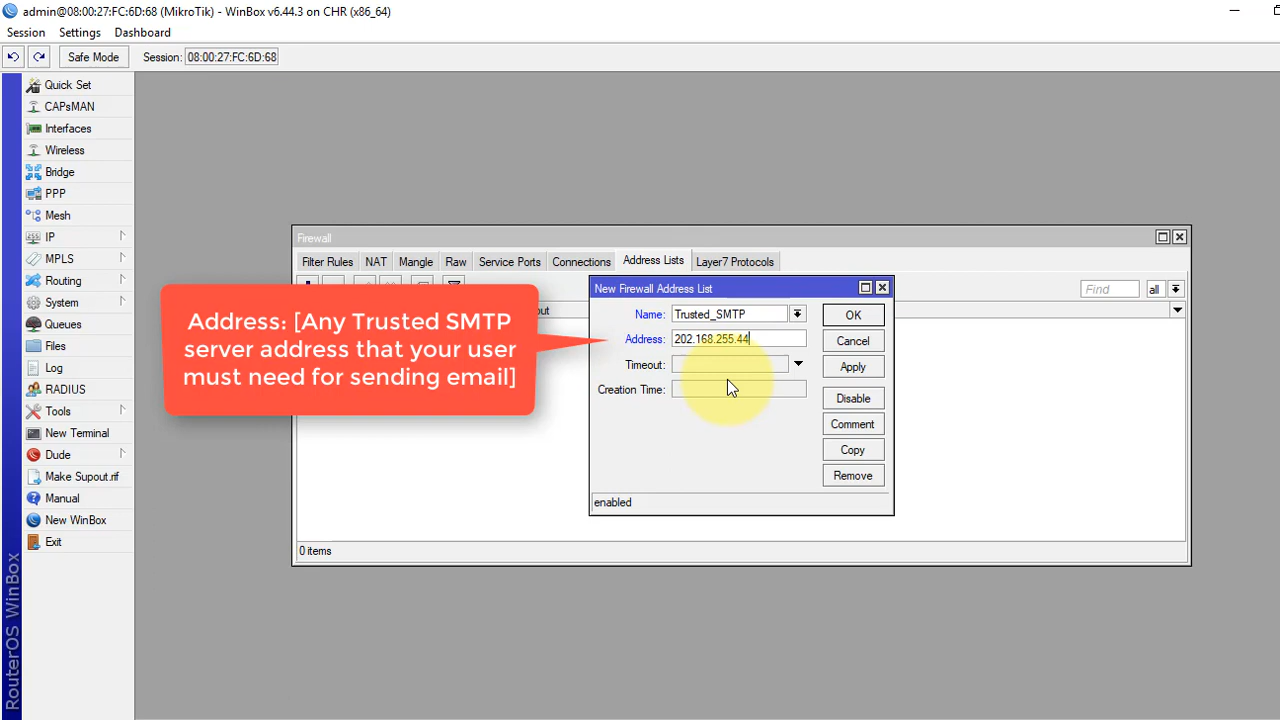 admin@08:00:27:FC:6D:68 (MikroTik) - WinBox v6.44.3 on CHR (x86_64)
Session Settings Dashboard
Safe Mode Session: 08:00:27:FC:6D:68
Quick Set
CAPsMAN
Interfaces
Wireless
Bridge
PPP
Mesh
IP
MPLS
Routing
System
Queues
Files
Log
RADIUS
Tools
New Terminal
Dude
Make Supout.rif
Manual
New WinBox
Exit
RouterOS WinBox
Firewall
Filter Rules NAT Mangle Raw Service Ports Connections Address Lists Layer7 Protocols
Find all
out
Address: [Any Trusted SMTP
server address that your user
must need for sending email]
New Firewall Address List
Name: Trusted_SMTP
Address: 202.168.255.44
Timeout:
Creation Time:
OK
Cancel
Apply
Disable
Comment
Copy
Remove
enabled
0 items